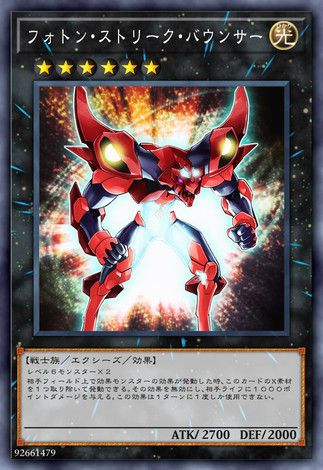 フォトン・ストリーク・バウンサー
光
【戦士族／エクシーズ／効果】
レベル６モンスター×２
相手フィールド上で効果モンスターの効果が発動した時、このカードのX素材
を１つ取り除いて発動できる。その効果を無効にし、相手ライフに１０００ポ
イントダメージを与える。この効果は１ターンに１度しか使用できない。
ATK/ 2700 DEF/2000
92661479